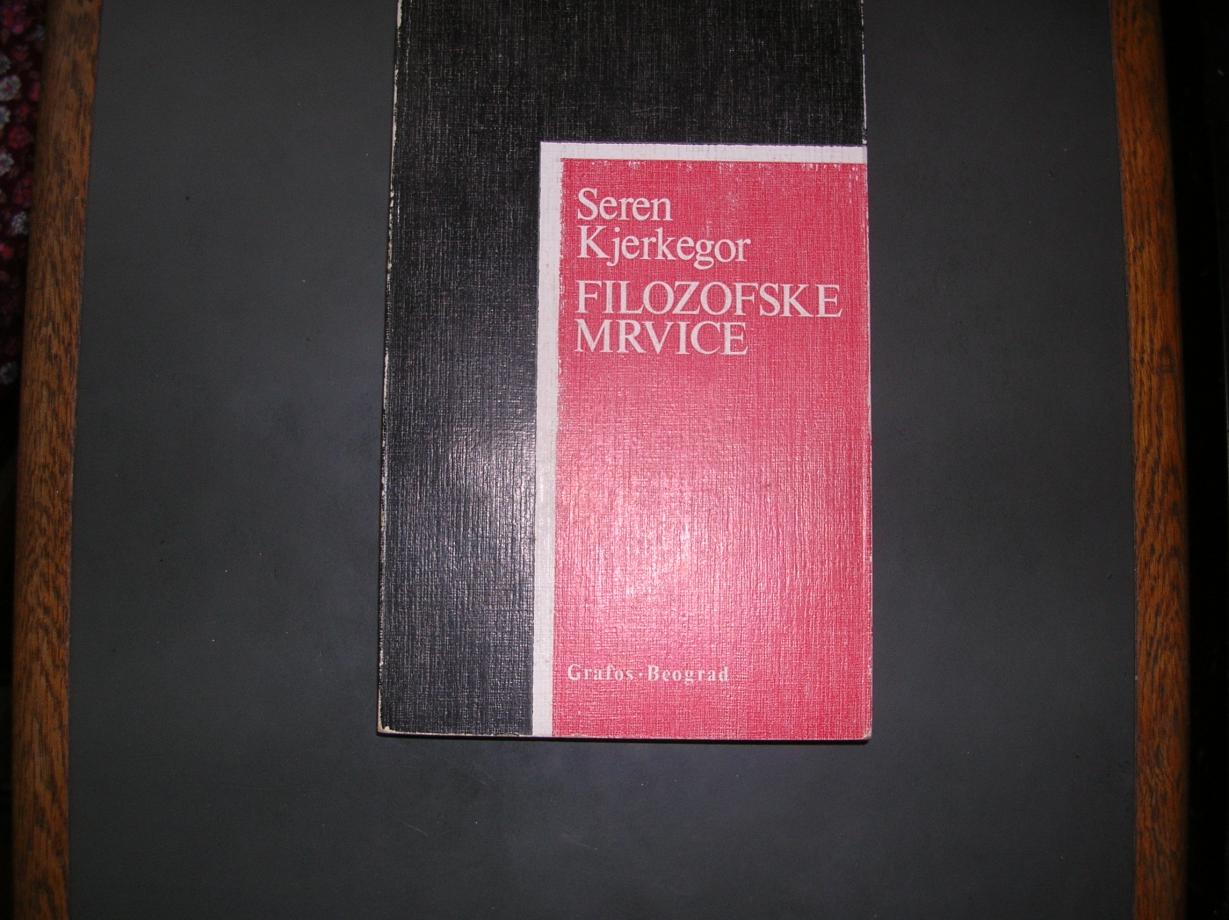 Seren
Kjerkegor
FILOZOFSKE
MRVICE
Grafos·Beograd